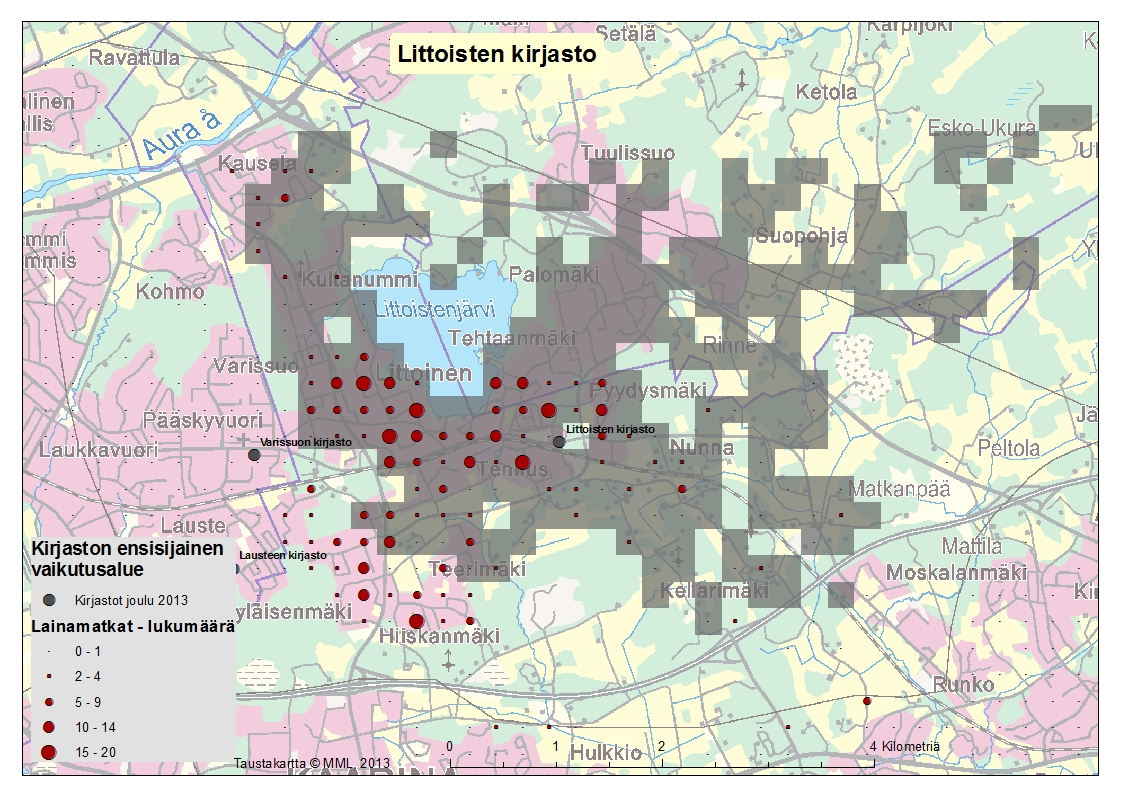 Littoisten kirjasto
Setälä
Karpijoki
Ravattula
Ketola
Aura å
Esko-Ukura
Kausela
Tuulissuo
Suopohja
Kultanummi
Palomäki
Kohmo
Littoistenjärvi
Tehtaanmäki
Rinne
Varissuo
Littoinen
Pyydysmäki
Pääskyvuori
Littoisten kirjasto
Varissuon kirjasto
Laukkavuori
Nunna
Peltola
Tennus
Matkanpää
Lauste
Kirjaston ensisijainen
vaikutusalue
Lausteen kirjasto
Mattila
Teerimäki
Moskalanmäki
Kirjastot joulu 2013
Kellarimäki
yläisenmäki
Lainamatkat - lukumäärä
Hiiskanmäki
0 - 1
2 - 4
5 - 9
10 - 14
15 - 20
Runko
0 1 2 4 Kilometriä
Hulkkio
Taustakartta © MML, 2013
KAARINA